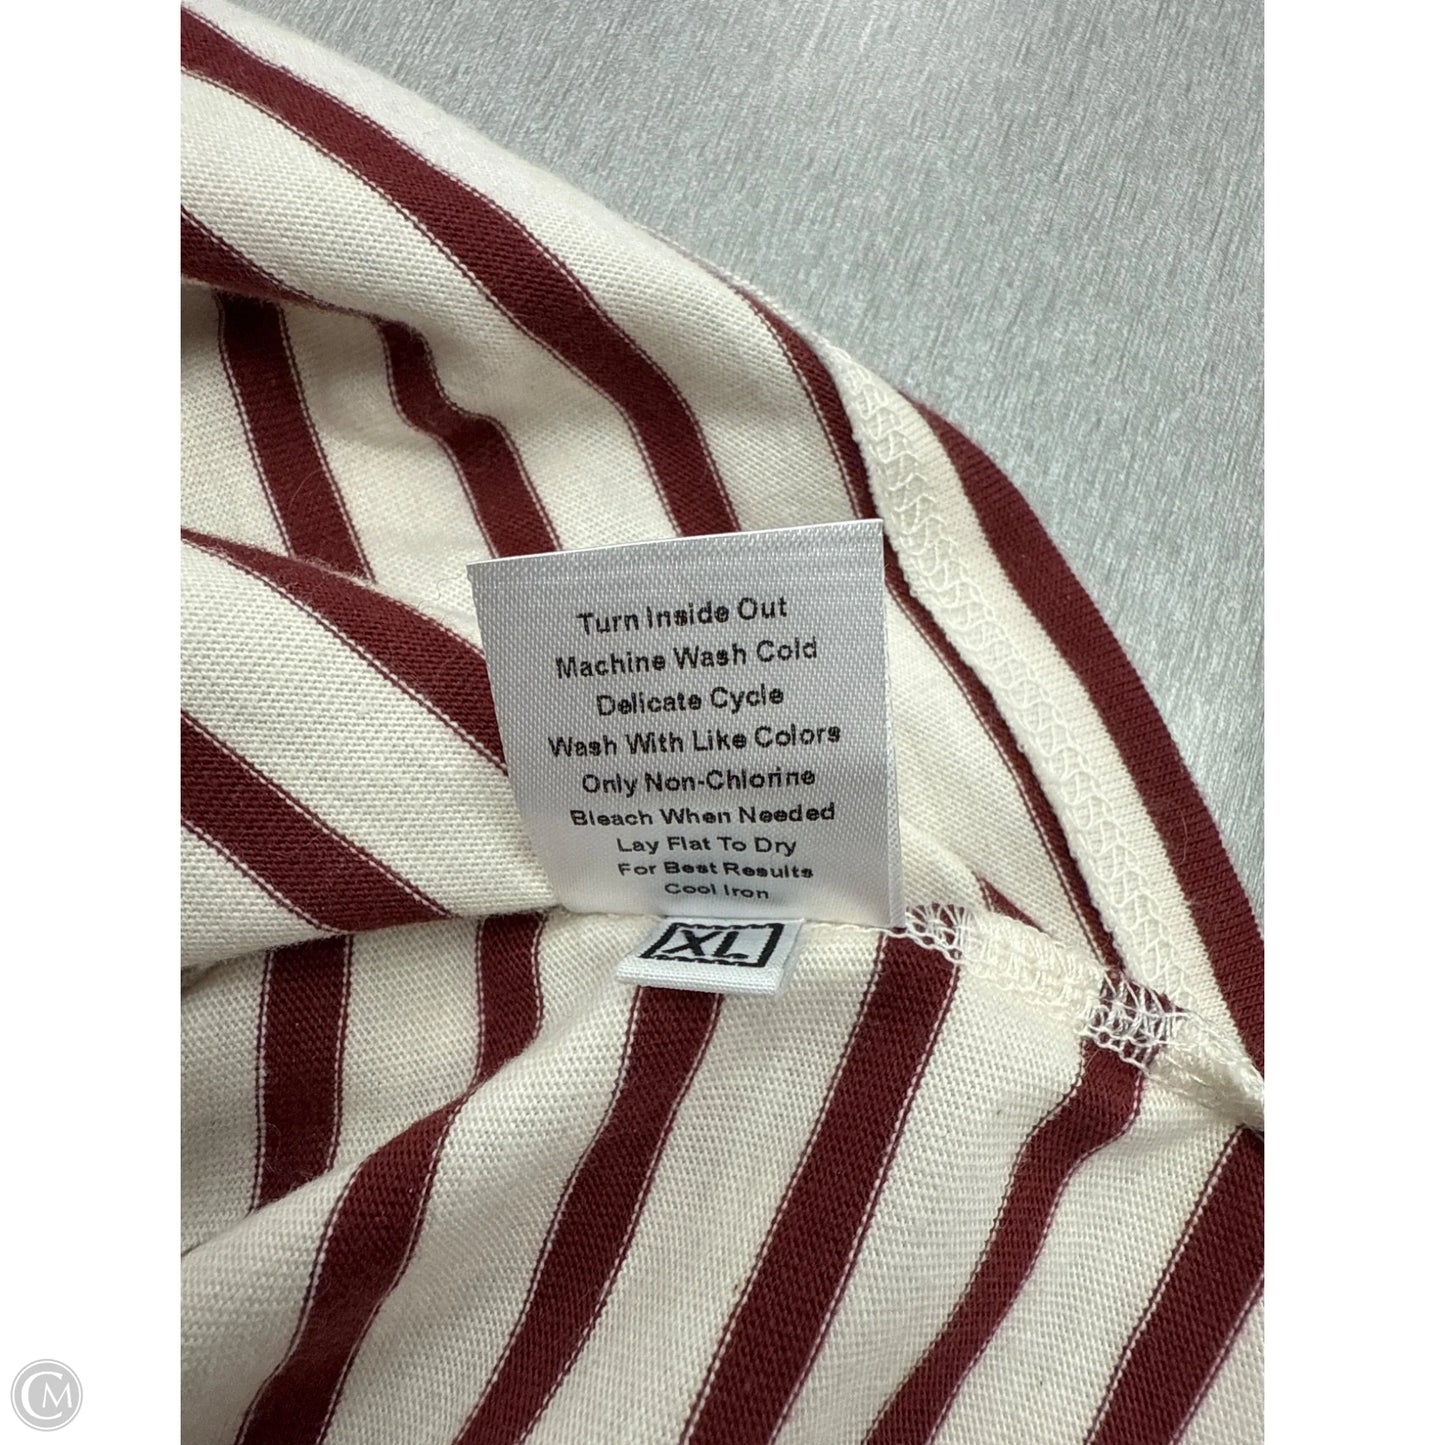 Turn Inside Out
Machine Wash Cold
Delicate Cycle
Wash With Like Colors
Only Non-Chlorine
Bleach When Needed
Lay Flat To Dry
For Best Results
Cool Iron
XL
CM